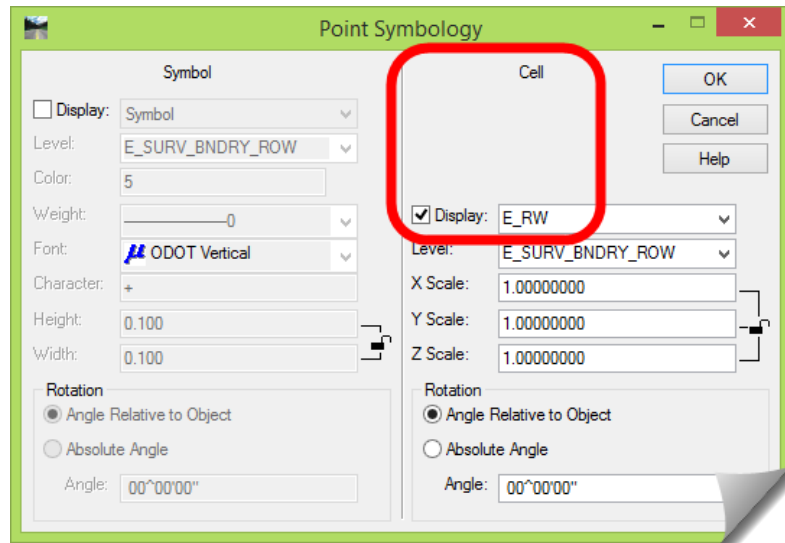 Point Symbology
Symbol
Display: Symbol
Level: E_SURV_BNDRY_ROW
Color: 5
Weight: 0
Font: ODOT Vertical
Character: +
Height: 0.100
Width: 0.100
Rotation
Angle Relative to Object
Absolute Angle
Angle: 00^00'00"
Cell
Display: E_RW
Level: E_SURV_BNDRY_ROW
X Scale: 1.00000000
Y Scale: 1.00000000
Z Scale: 1.00000000
Rotation
Angle Relative to Object
Absolute Angle
Angle: 00^00'00"
OK
Cancel
Help